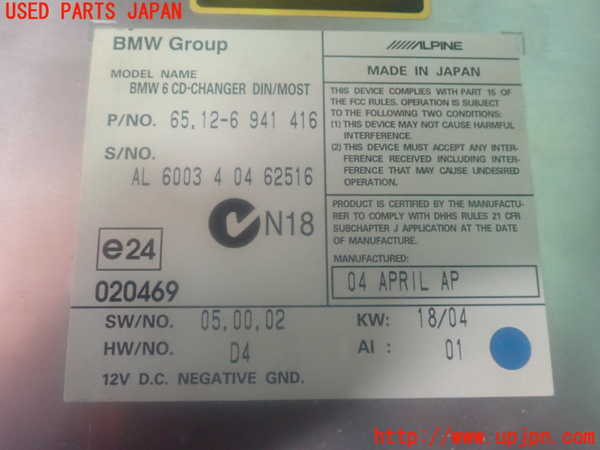 USED PARTS JAPAN
BMW Group
ALPINE
MODEL NAME
BMW 6 CD-CHANGER DIN/MOST
P/NO. 65.12-6 941 416
S/NO.
AL 6003 4 04 62516
N18
e24
020469
MADE IN JAPAN
THIS DEVICE COMPLIES WITH PART 15 OF
THE FCC RULES. OPERATION IS SUBJECT
TO THE FOLLOWING TWO CONDITIONS:
(1) THIS DEVICE MAY NOT CAUSE HARMFUL
INTERFERENCE.
(2) THIS DEVICE MUST ACCEPT ANY INTER-
FERENCE RECEIVED INCLUDING INTER-
FERENCE THAT MAY CAUSE UNDESIRED
OPERATION.
PRODUCT IS CERTIFIED BY THE MANUFACTU-
RER TO COMPLY WITH DHHS RULES 21 CFR
SUBCHAPTER J APPLICATION AT THE DATE
OF MANUFACTURE.
MANUFACTURED:
04 APRIL AP
SW/NO. 05.00.02
KW: 18/04
HW/NO. D4
AI: 01
12V D.C. NEGATIVE GND.
http://www.upjpn.com